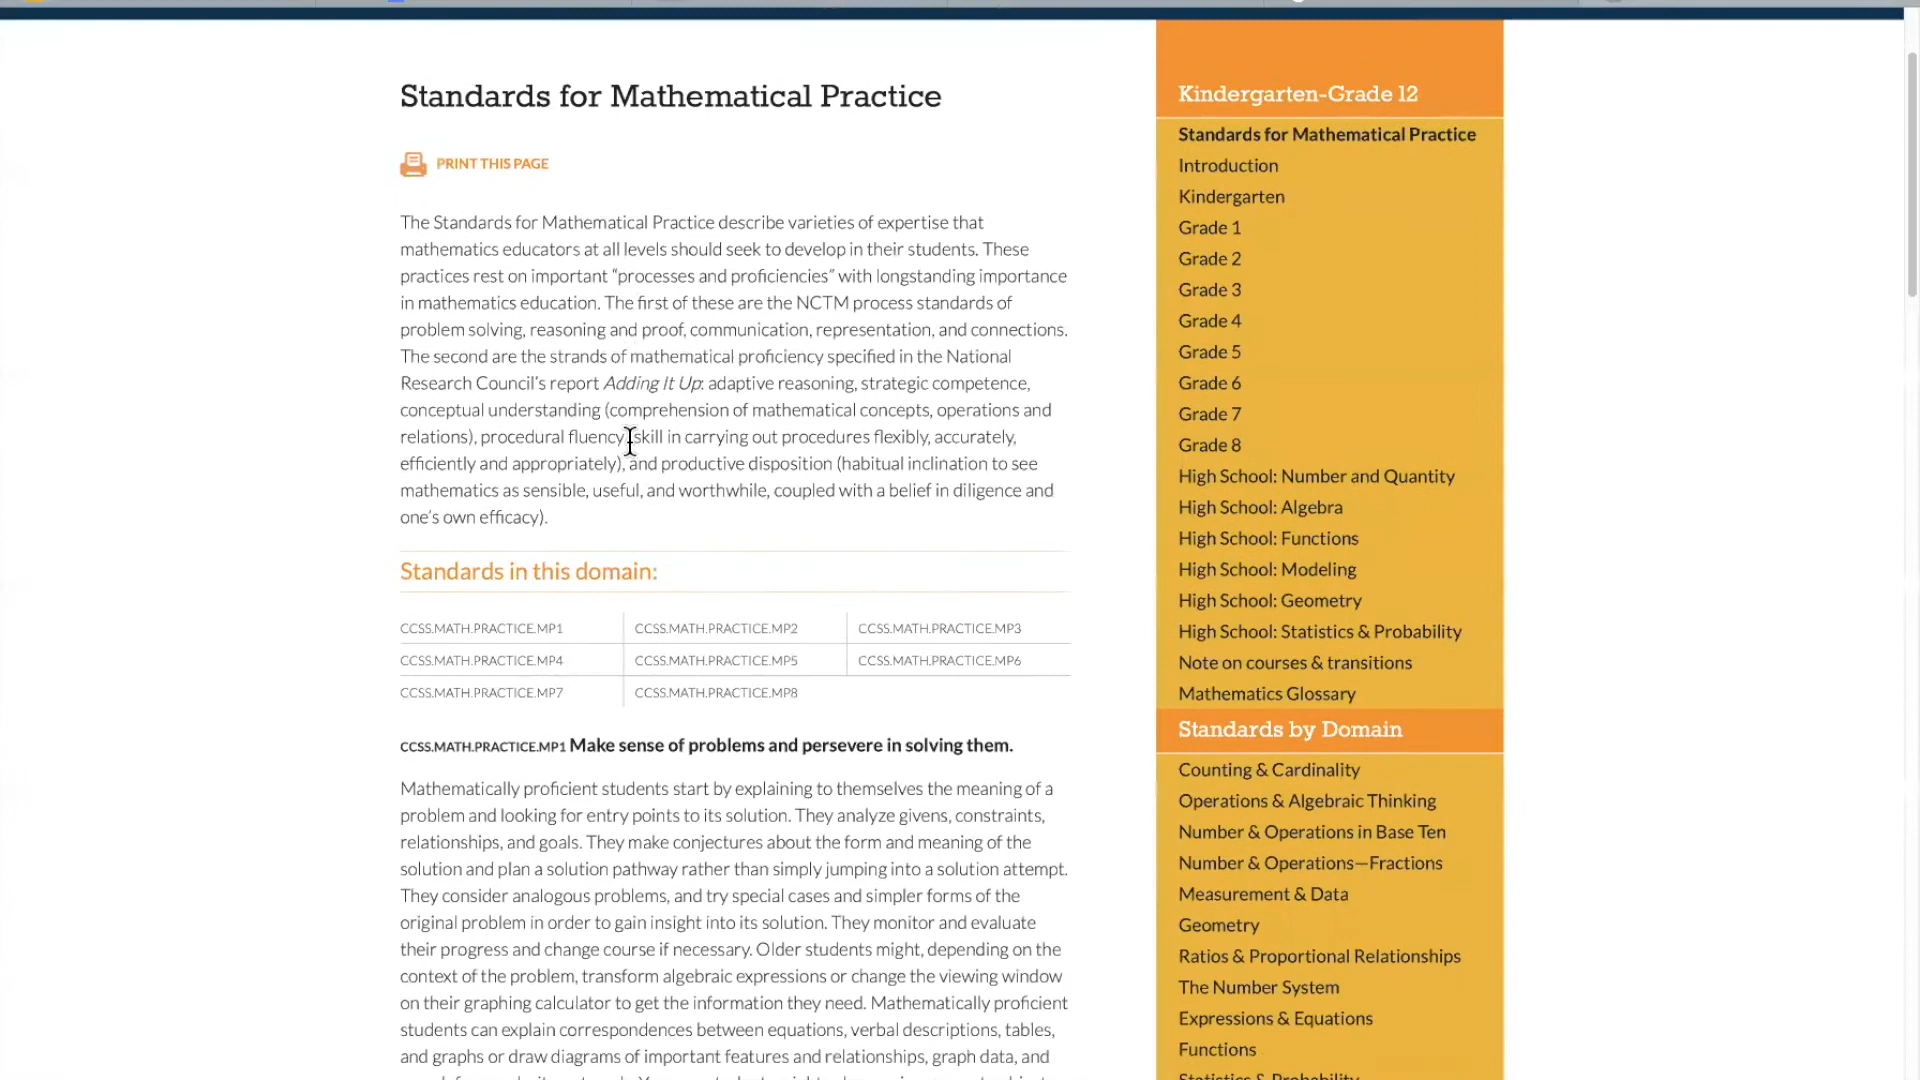 Standards for Mathematical Practice
PRINT THIS PAGE
The Standards for Mathematical Practice describe varieties of expertise that
mathematics educators at all levels should seek to develop in their students. These
practices rest on important “processes and proficiencies” with longstanding importance
in mathematics education. The first of these are the NCTM process standards of
problem solving, reasoning and proof, communication, representation, and connections.
The second are the strands of mathematical proficiency specified in the National
Research Council’s report Adding It Up: adaptive reasoning, strategic competence,
conceptual understanding (comprehension of mathematical concepts, operations and
relations), procedural fluency skill in carrying out procedures flexibly, accurately,
efficiently and appropriately), and productive disposition (habitual inclination to see
mathematics as sensible, useful, and worthwhile, coupled with a belief in diligence and
one’s own efficacy).
Standards in this domain:
CCSS.MATH.PRACTICE.MP1 CCSS.MATH.PRACTICE.MP2 CCSS.MATH.PRACTICE.MP3
CCSS.MATH.PRACTICE.MP4 CCSS.MATH.PRACTICE.MP5 CCSS.MATH.PRACTICE.MP6
CCSS.MATH.PRACTICE.MP7 CCSS.MATH.PRACTICE.MP8
CCSS.MATH.PRACTICE.MP1 Make sense of problems and persevere in solving them.
Mathematically proficient students start by explaining to themselves the meaning of a
problem and looking for entry points to its solution. They analyze givens, constraints,
relationships, and goals. They make conjectures about the form and meaning of the
solution and plan a solution pathway rather than simply jumping into a solution attempt.
They consider analogous problems, and try special cases and simpler forms of the
original problem in order to gain insight into its solution. They monitor and evaluate
their progress and change course if necessary. Older students might, depending on the
context of the problem, transform algebraic expressions or change the viewing window
on their graphing calculator to get the information they need. Mathematically proficient
students can explain correspondences between equations, verbal descriptions, tables,
and graphs or draw diagrams of important features and relationships, graph data, and
Kindergarten-Grade 12
Standards for Mathematical Practice
Introduction
Kindergarten
Grade 1
Grade 2
Grade 3
Grade 4
Grade 5
Grade 6
Grade 7
Grade 8
High School: Number and Quantity
High School: Algebra
High School: Functions
High School: Modeling
High School: Geometry
High School: Statistics & Probability
Note on courses & transitions
Mathematics Glossary
Standards by Domain
Counting & Cardinality
Operations & Algebraic Thinking
Number & Operations in Base Ten
Number & Operations—Fractions
Measurement & Data
Geometry
Ratios & Proportional Relationships
The Number System
Expressions & Equations
Functions
Statistics & Probability